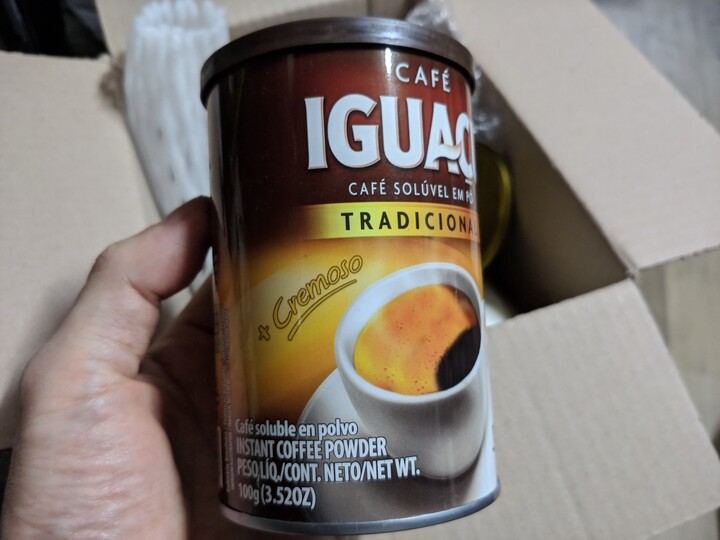 CAFÉ
IGUAÇ
CAFÉ SOLÚVEL EM PÓ
TRADICIONAL
+ Cremoso
Café soluble en polvo
INSTANT COFFEE POWDER
PESO LÍQ./CONT. NETO/NET WT.
100g (3.52OZ)